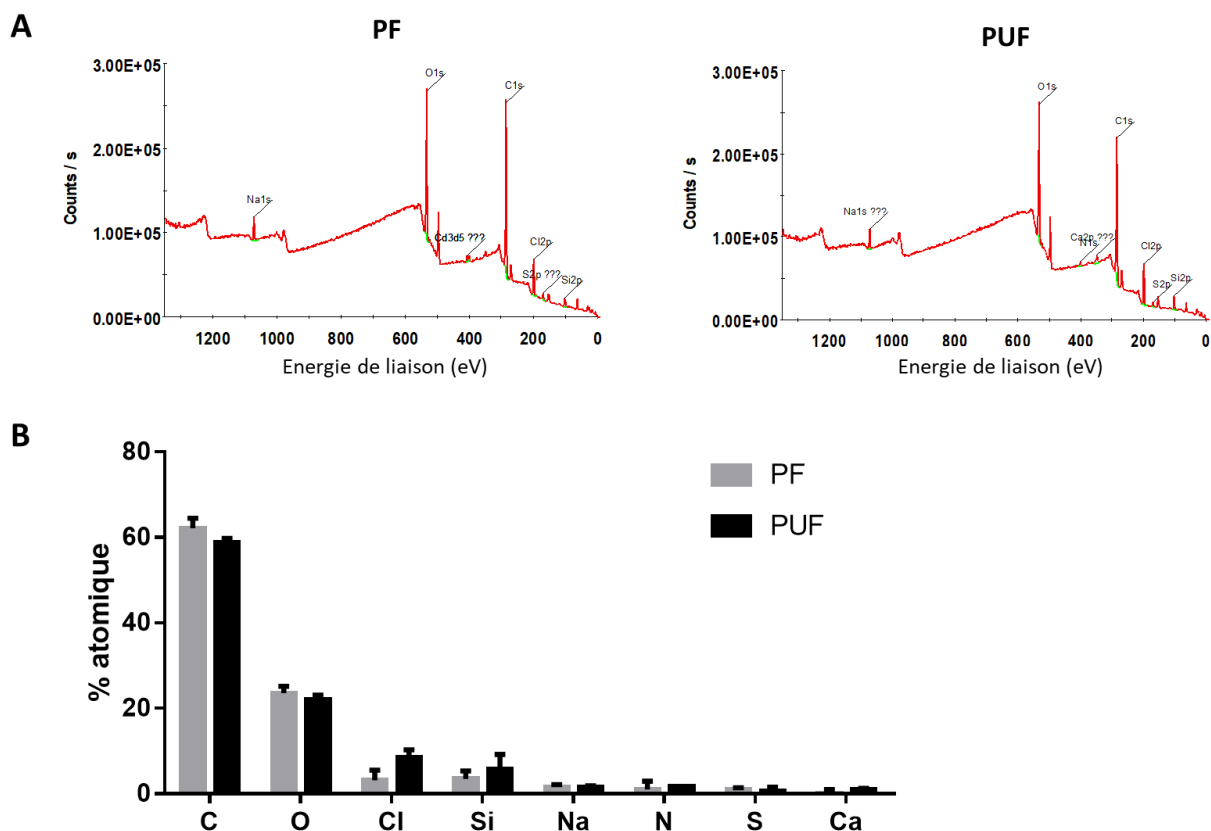 A
PF
PUF
3.00E+05
2.00E+05
1.00E+05
0.00E+00
Counts / s
O1s
C1s
Na1s
Cd3d5 ???
Cl2p
S2p ???
Si2p
1200 1000 800 600 400 200 0
Energie de liaison (eV)
3.00E+05
2.00E+05
1.00E+05
0.00E+00
Counts / s
O1s
C1s
Na1s ???
Ca2p ???
N1s
Cl2p
S2p
Si2p
1200 1000 800 600 400 200 0
Energie de liaison (eV)
B
80
60
40
20
0
% atomique
PF
PUF
C O Cl Si Na N S Ca